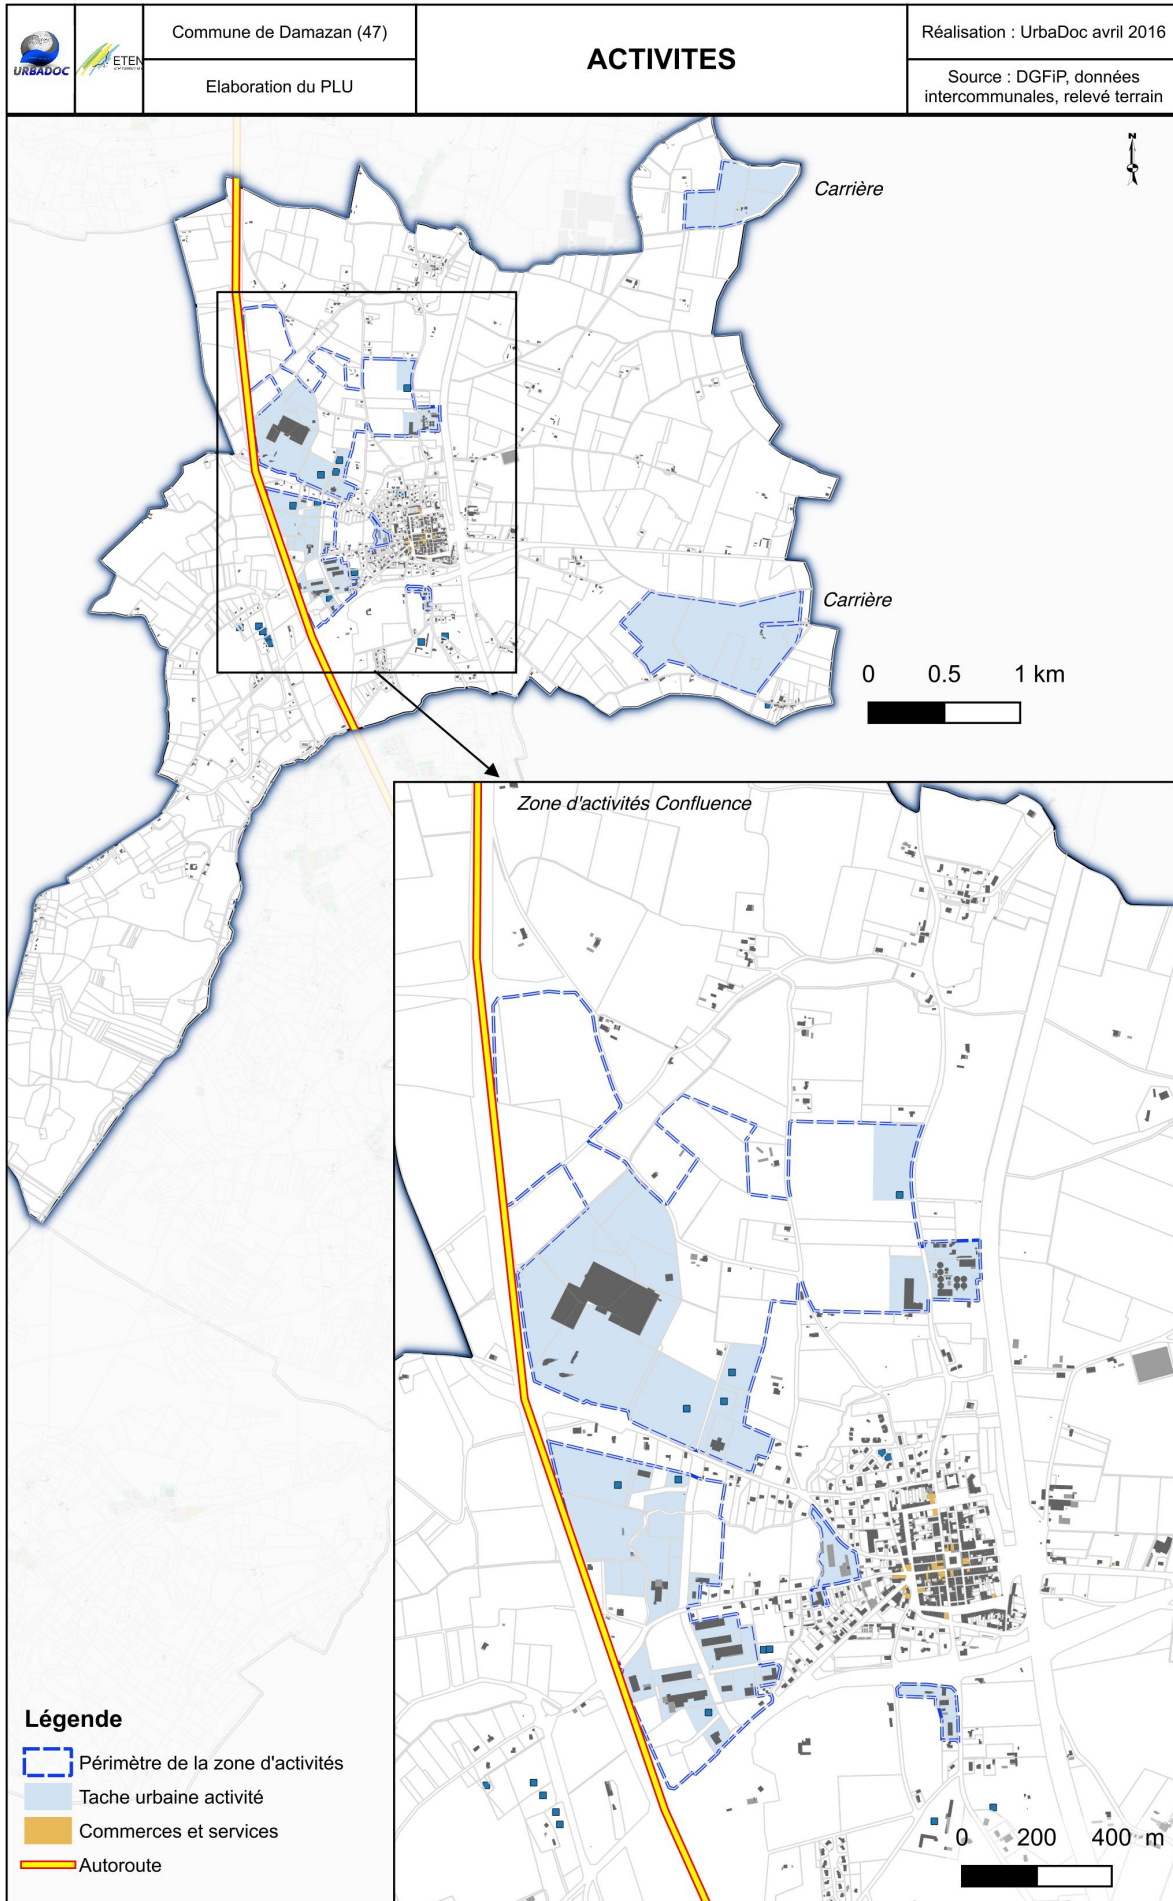 URBADOC
ETEN
Commune de Damazan (47)
Elaboration du PLU
ACTIVITES
Réalisation : UrbaDoc avril 2016
Source : DGFiP, données
intercommunales, relevé terrain
N
Carrière
Carrière
0 0.5 1 km
Zone d'activités Confluence
Légende
Périmètre de la zone d'activités
Tache urbaine activité
Commerces et services
Autoroute
0 200 400 m